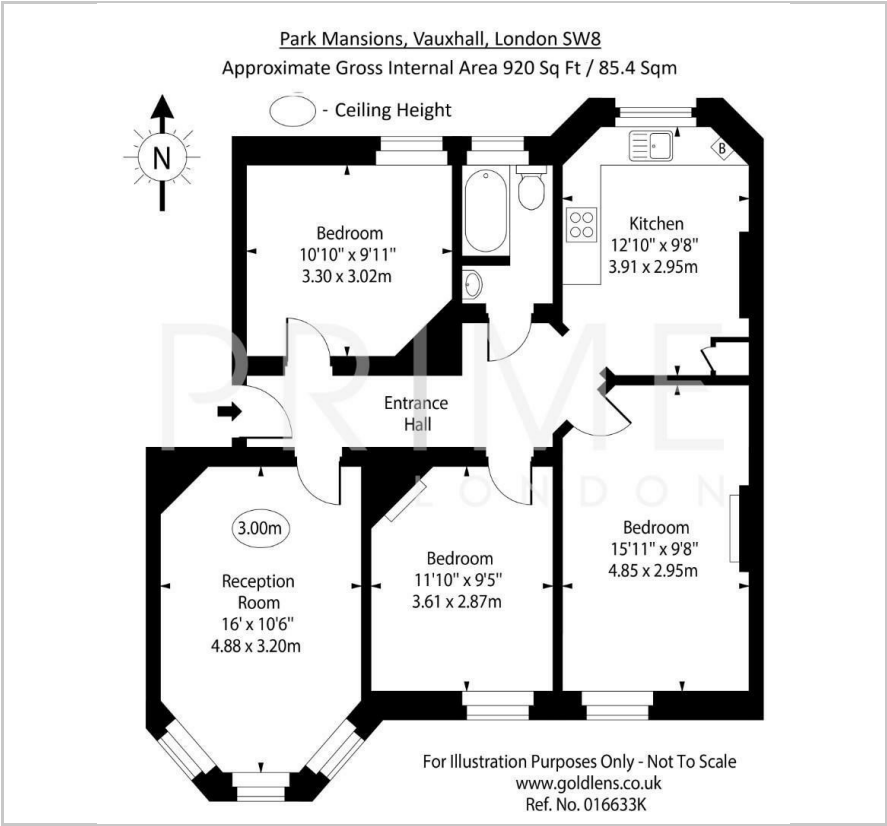 Park Mansions, Vauxhall, London SW8
Approximate Gross Internal Area 920 Sq Ft / 85.4 Sqm
- Ceiling Height
N
B
Bedroom
10'10" x 9'11"
3.30 x 3.02m
Kitchen
12'10" x 9'8"
3.91 x 2.95m
PRIME
LONDON
Entrance
Hall
3.00m
Reception
Room
16' x 10'6"
4.88 x 3.20m
Bedroom
11'10" x 9'5"
3.61 x 2.87m
Bedroom
15'11" x 9'8"
4.85 x 2.95m
For Illustration Purposes Only - Not To Scale
www.goldlens.co.uk
Ref. No. 016633K